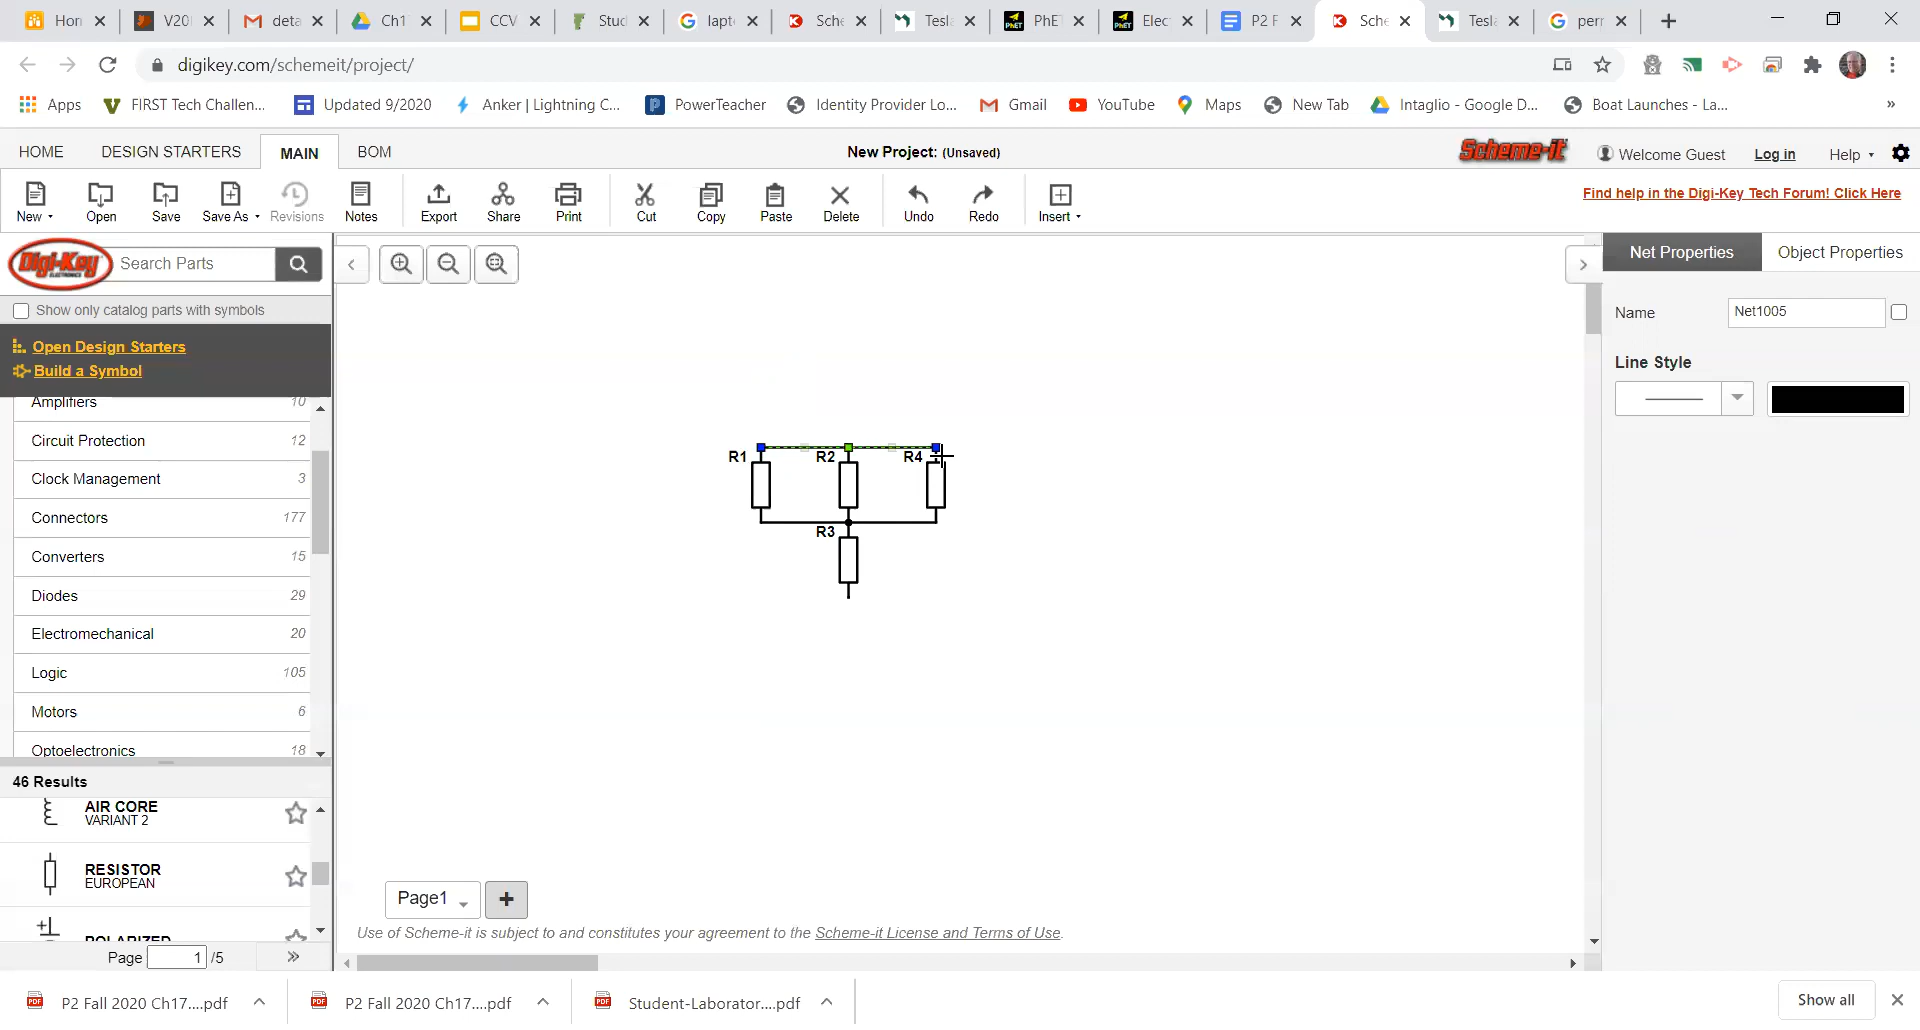 Hon
V20
deta
Ch1
CCV
Stud
lapt
Sche
Tesla
PhE
Elec
P2 F
Sche
Tesla
perr
digikey.com/schemeit/project/
Apps
FIRST Tech Challen...
Updated 9/2020
Anker | Lightning C...
PowerTeacher
Identity Provider Lo...
Gmail
YouTube
Maps
New Tab
Intaglio - Google D...
Boat Launches - La...
»
HOME
DESIGN STARTERS
MAIN
BOM
New Project: (Unsaved)
Scheme-it
Welcome Guest
Log in
Help
New
Open
Save
Save As
Revisions
Notes
Export
Share
Print
Cut
Copy
Paste
Delete
Undo
Redo
Insert
Find help in the Digi-Key Tech Forum! Click Here
Digi-Key
ELECTRONICS
Search Parts
Net Properties
Object Properties
Show only catalog parts with symbols
Open Design Starters
Build a Symbol
Name
Net1005
Line Style
Amplifiers 10
Circuit Protection 12
Clock Management 3
Connectors 177
Converters 15
Diodes 29
Electromechanical 20
Logic 105
Motors 6
Optoelectronics 18
R1
R2
R4
R3
46 Results
AIR CORE
VARIANT 2
RESISTOR
EUROPEAN
POLARIZED
Page 1 /5
»
Page1
+
Use of Scheme-it is subject to and constitutes your agreement to the Scheme-it License and Terms of Use.
P2 Fall 2020 Ch17....pdf
P2 Fall 2020 Ch17....pdf
Student-Laborator....pdf
Show all